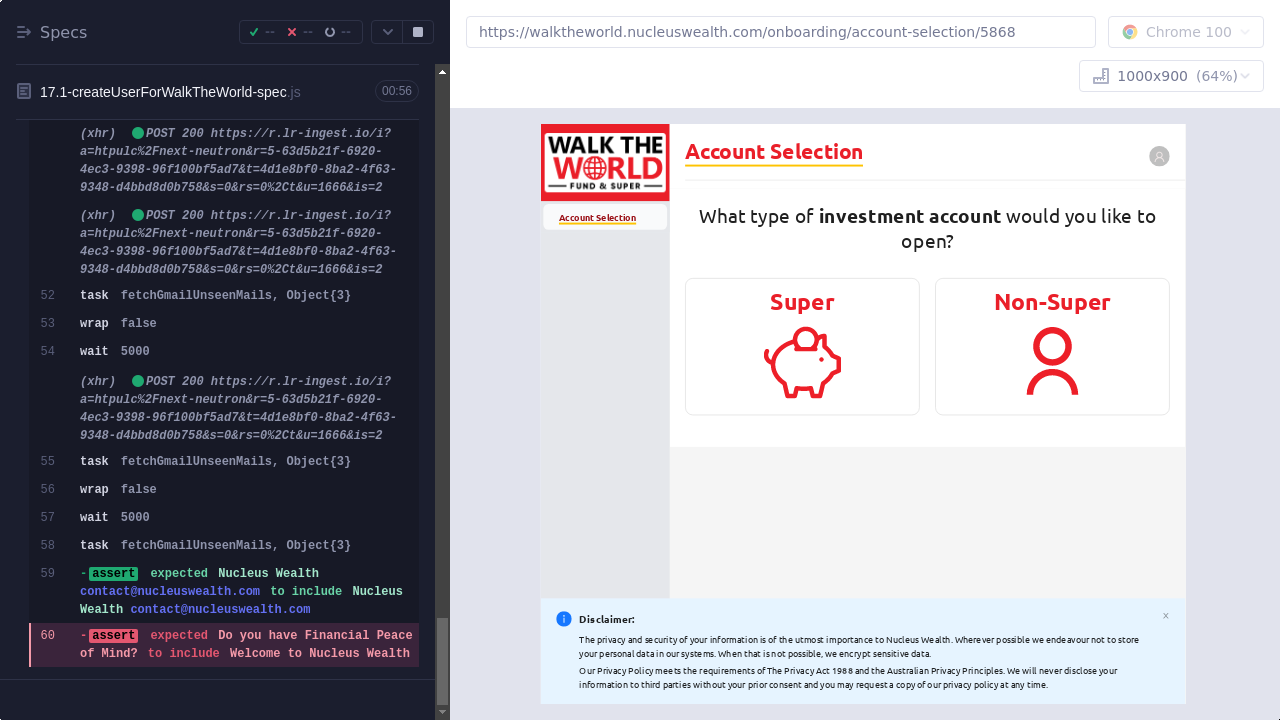 Specs
--
--
--
https://walktheworld.nucleuswealth.com/onboarding/account-selection/5868
Chrome 100
1000x900 (64%)
17.1-createUserForWalkTheWorld-spec.js
00:56
(xhr) POST 200 https://r.lr-ingest.io/i?
a=htpulc%2Fnext-neutron&r=5-63d5b21f-6920-
4ec3-9398-96f100bf5ad7&t=4d1e8bf0-8ba2-4f63-
9348-d4bbd8d0b758&s=0&rs=0%2Ct&u=1666&is=2
(xhr) POST 200 https://r.lr-ingest.io/i?
a=htpulc%2Fnext-neutron&r=5-63d5b21f-6920-
4ec3-9398-96f100bf5ad7&t=4d1e8bf0-8ba2-4f63-
9348-d4bbd8d0b758&s=0&rs=0%2Ct&u=1666&is=2
52 task fetchGmailUnseenMails, Object{3}
53 wrap false
54 wait 5000
(xhr) POST 200 https://r.lr-ingest.io/i?
a=htpulc%2Fnext-neutron&r=5-63d5b21f-6920-
4ec3-9398-96f100bf5ad7&t=4d1e8bf0-8ba2-4f63-
9348-d4bbd8d0b758&s=0&rs=0%2Ct&u=1666&is=2
55 task fetchGmailUnseenMails, Object{3}
56 wrap false
57 wait 5000
58 task fetchGmailUnseenMails, Object{3}
59 -assert expected Nucleus Wealth
contact@nucleuswealth.com to include Nucleus
Wealth contact@nucleuswealth.com
60 -assert expected Do you have Financial Peace
of Mind? to include Welcome to Nucleus Wealth
WALK THE
WORLD
FUND & SUPER
Account Selection
Account Selection
What type of investment account would you like to
open?
Super
Non-Super
Disclaimer:
×
The privacy and security of your information is of the utmost importance to Nucleus Wealth. Wherever possible we endeavour not to store
your personal data in our systems. When that is not possible, we encrypt sensitive data.
Our Privacy Policy meets the requirements of The Privacy Act 1988 and the Australian Privacy Principles. We will never disclose your
information to third parties without your prior consent and you may request a copy of our privacy policy at any time.